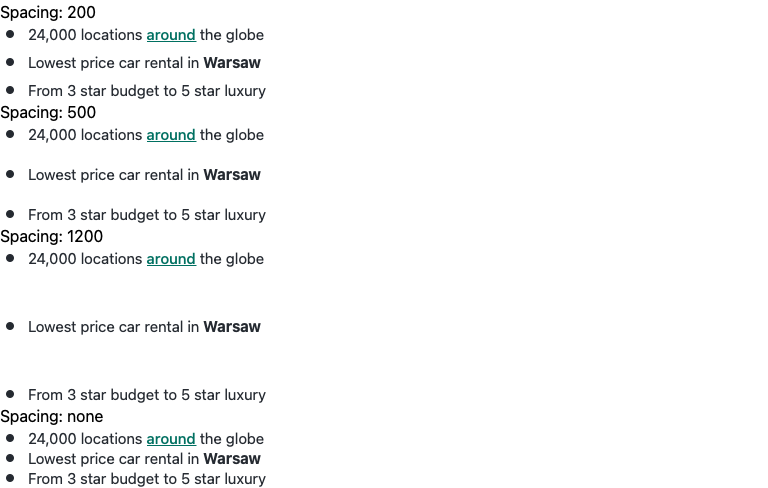 Spacing: 200
• 24,000 locations around the globe
• Lowest price car rental in Warsaw
• From 3 star budget to 5 star luxury
Spacing: 500
• 24,000 locations around the globe
• Lowest price car rental in Warsaw
• From 3 star budget to 5 star luxury
Spacing: 1200
• 24,000 locations around the globe
• Lowest price car rental in Warsaw
• From 3 star budget to 5 star luxury
Spacing: none
• 24,000 locations around the globe
• Lowest price car rental in Warsaw
• From 3 star budget to 5 star luxury